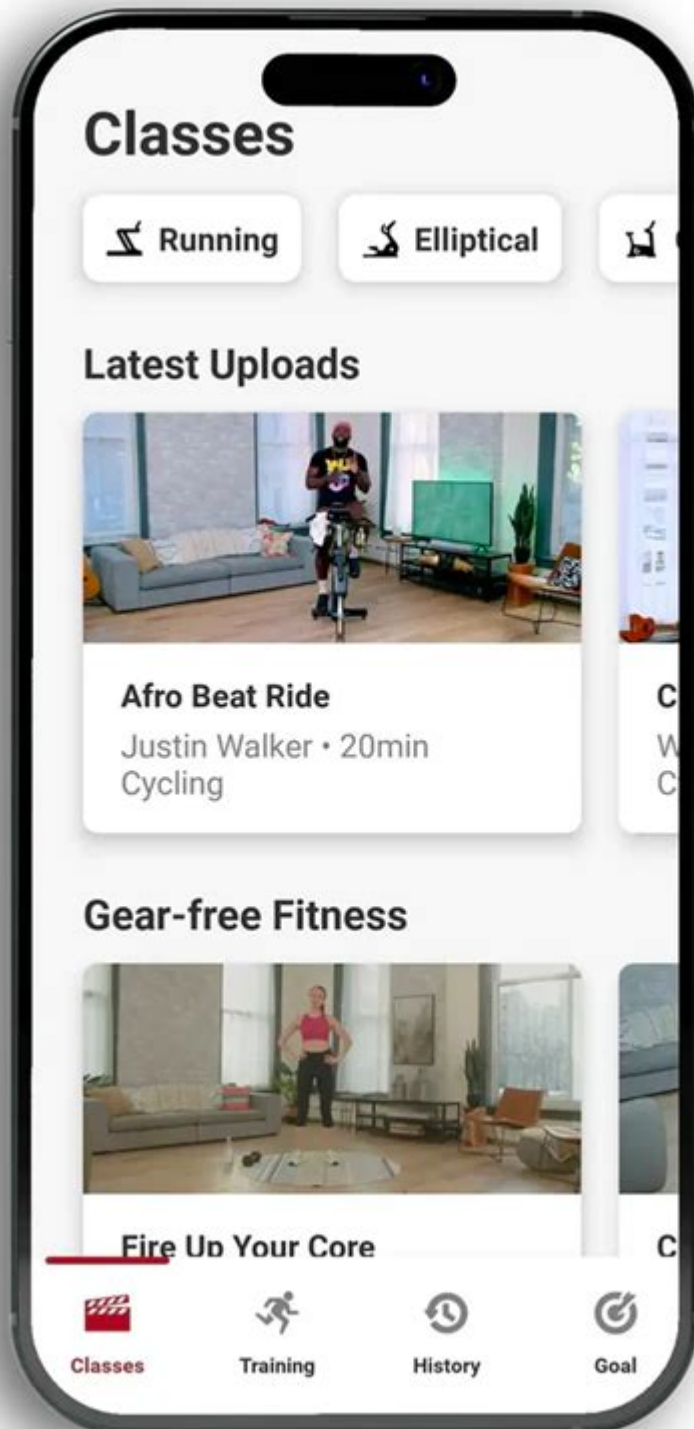 Classes
Running
Elliptical
Latest Uploads
Afro Beat Ride
Justin Walker • 20min
Cycling
Gear-free Fitness
Fire Up Your Core
Classes
Training
History
Goal